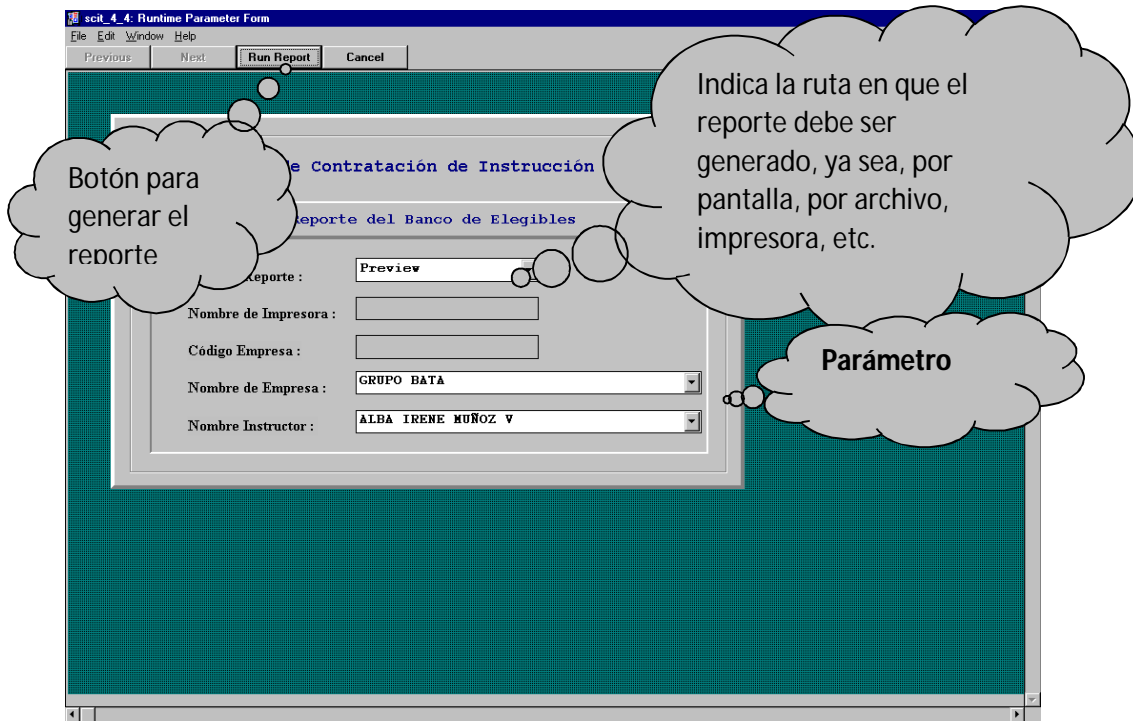 scit_4_4: Runtime Parameter Form
File Edit Window Help
Previous Next Run Report Cancel
Botón para
generar el
reporte
Indica la ruta en que el
reporte debe ser
generado, ya sea, por
pantalla, por archivo,
impresora, etc.
de Contratación de Instrucción
Reporte del Banco de Elegibles
Reporte : Preview
Nombre de Impresora :
Código Empresa :
Nombre de Empresa : GRUPO BATA
Nombre Instructor : ALBA IRENE MUÑOZ V
Parámetro